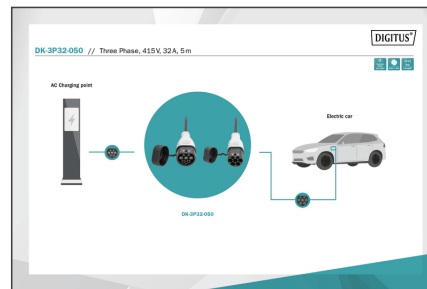 DIGITUS®
DK-3P32-050 // Three Phase, 415V, 32A, 5m
AC Charging point
Electric car
DK-3P32-050